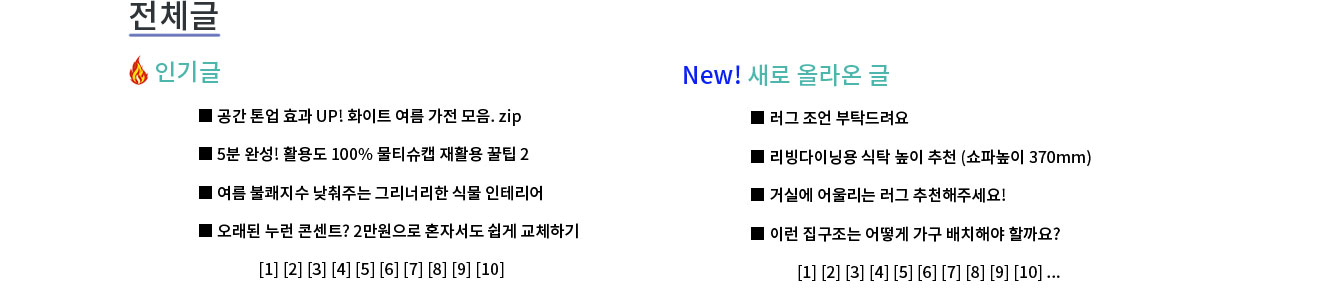 전체글
인기글
■ 공간 톤업 효과 UP! 화이트 여름 가전 모음. zip
■ 5분 완성! 활용도 100% 물티슈캡 재활용 꿀팁 2
■ 여름 불쾌지수 낮춰주는 그리너리한 식물 인테리어
■ 오래된 누런 콘센트? 2만원으로 혼자서도 쉽게 교체하기
[1] [2] [3] [4] [5] [6] [7] [8] [9] [10]
New! 새로 올라온 글
■ 러그 조언 부탁드려요
■ 리빙다이닝용 식탁 높이 추천 (쇼파높이 370mm)
■ 거실에 어울리는 러그 추천해주세요!
■ 이런 집구조는 어떻게 가구 배치해야 할까요?
[1] [2] [3] [4] [5] [6] [7] [8] [9] [10] ...